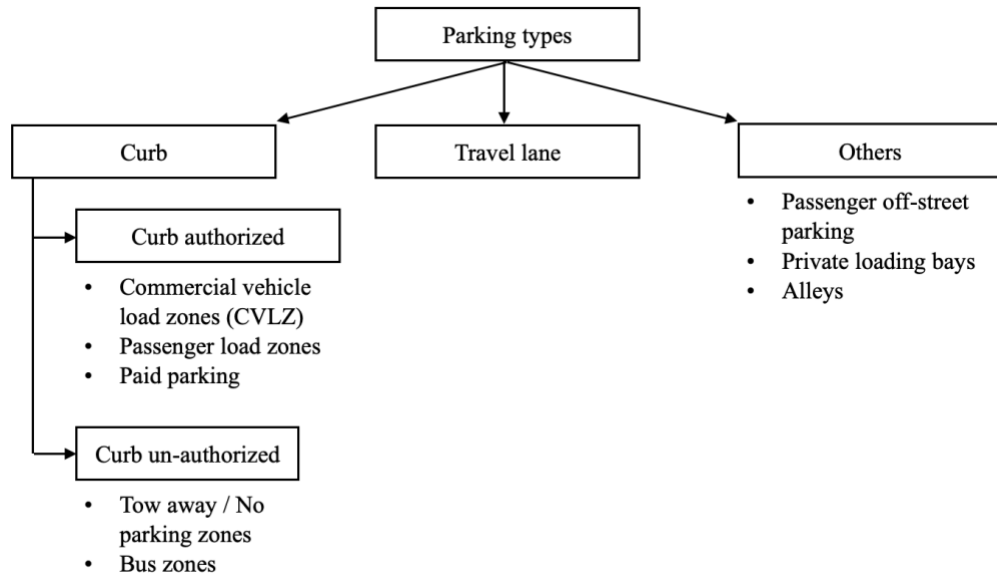 Parking types
Curb
Travel lane
Others
• Passenger off-street
parking
• Private loading bays
• Alleys
Curb authorized
• Commercial vehicle
load zones (CVLZ)
• Passenger load zones
• Paid parking
Curb un-authorized
• Tow away / No
parking zones
• Bus zones